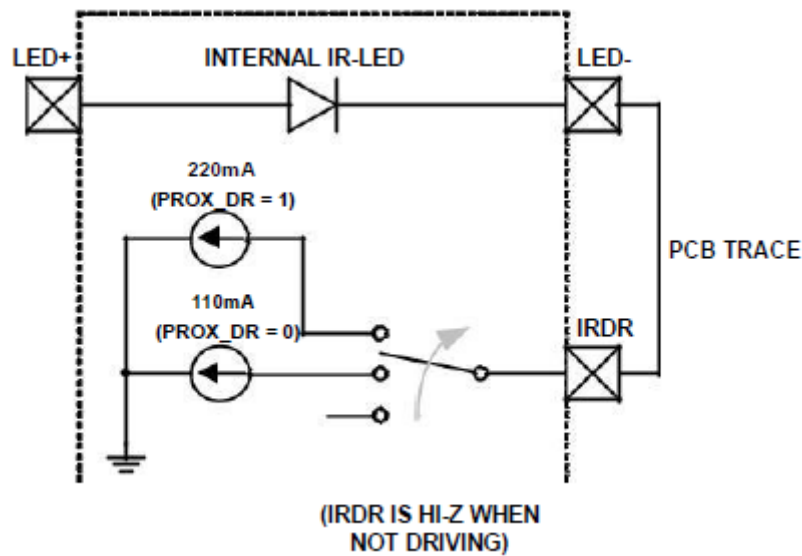 LED+
INTERNAL IR-LED
LED-
220mA
(PROX_DR = 1)
PCB TRACE
110mA
(PROX_DR = 0)
IRDR
(IRDR IS HI-Z WHEN
NOT DRIVING)